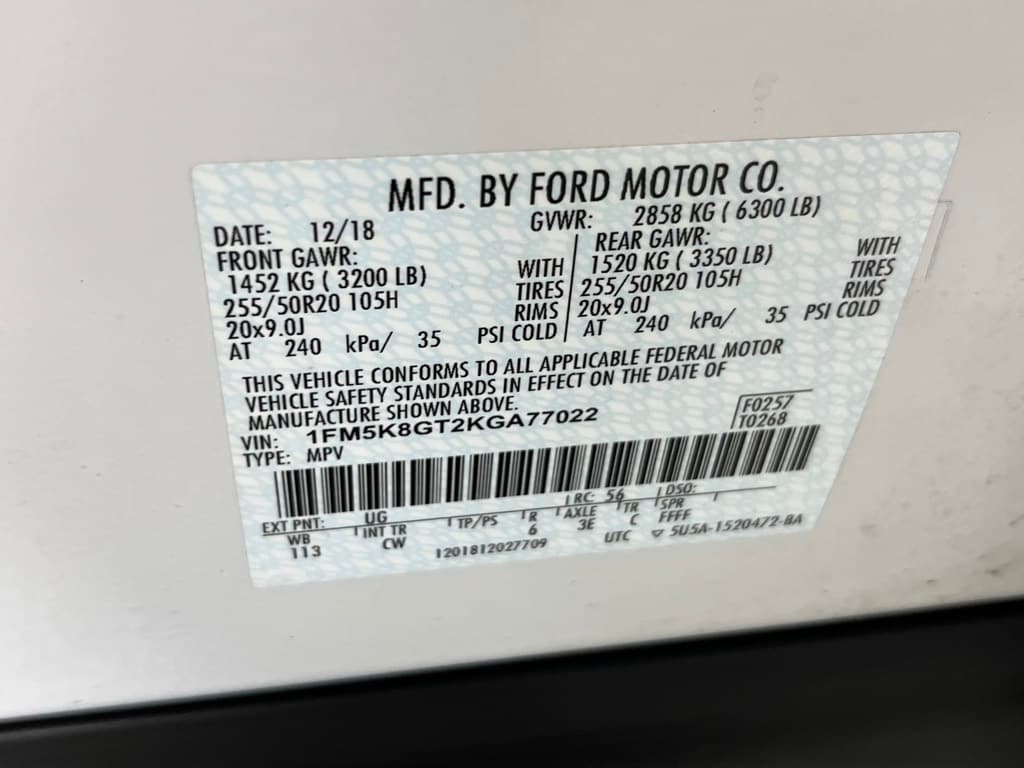 MFD. BY FORD MOTOR CO.
DATE: 12/18 GVWR: 2858 KG ( 6300 LB)
FRONT GAWR: REAR GAWR:
1452 KG ( 3200 LB) WITH 1520 KG ( 3350 LB) WITH
255/50R20 105H TIRES 255/50R20 105H TIRES
20x9.0J RIMS 20x9.0J RIMS
AT 240 kPa/ 35 PSI COLD AT 240 kPa/ 35 PSI COLD
THIS VEHICLE CONFORMS TO ALL APPLICABLE FEDERAL MOTOR
VEHICLE SAFETY STANDARDS IN EFFECT ON THE DATE OF
MANUFACTURE SHOWN ABOVE.
VIN: 1FM5K8GT2KGA77022 F0257
TYPE: MPV T0268
EXT PNT: UG RC: 56 DSO:
WB INT TR TP/PS R AXLE TR SPR
113 CW 6 3E C FFFF
1201812027709 UTC ▽ 5U5A-1520472-BA